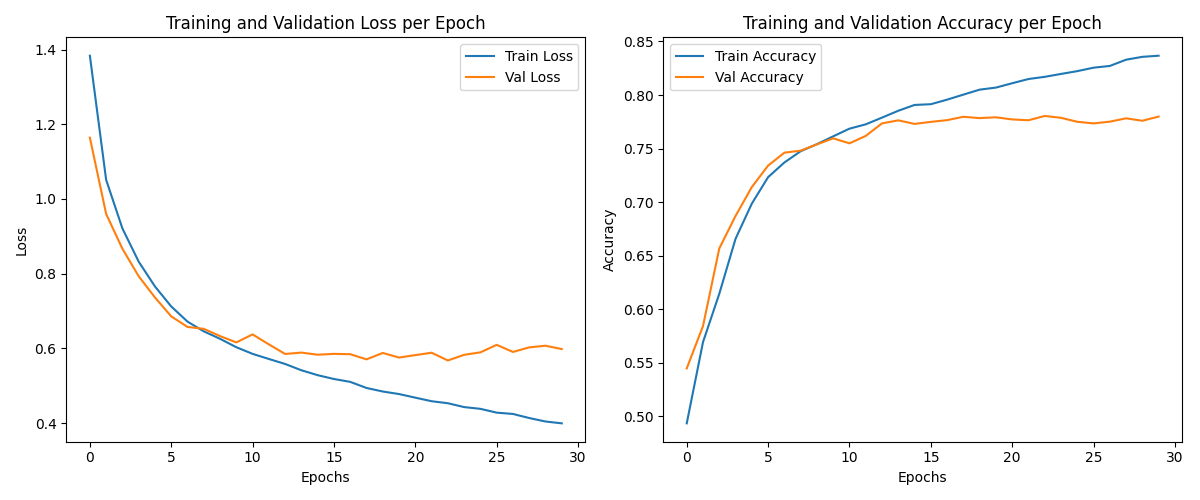 Training and Validation Loss per Epoch
Train Loss
Val Loss
1.4
1.2
1.0
0.8
0.6
0.4
Loss
0 5 10 15 20 25 30
Epochs
Training and Validation Accuracy per Epoch
Train Accuracy
Val Accuracy
0.85
0.80
0.75
0.70
0.65
0.60
0.55
0.50
Accuracy
0 5 10 15 20 25 30
Epochs